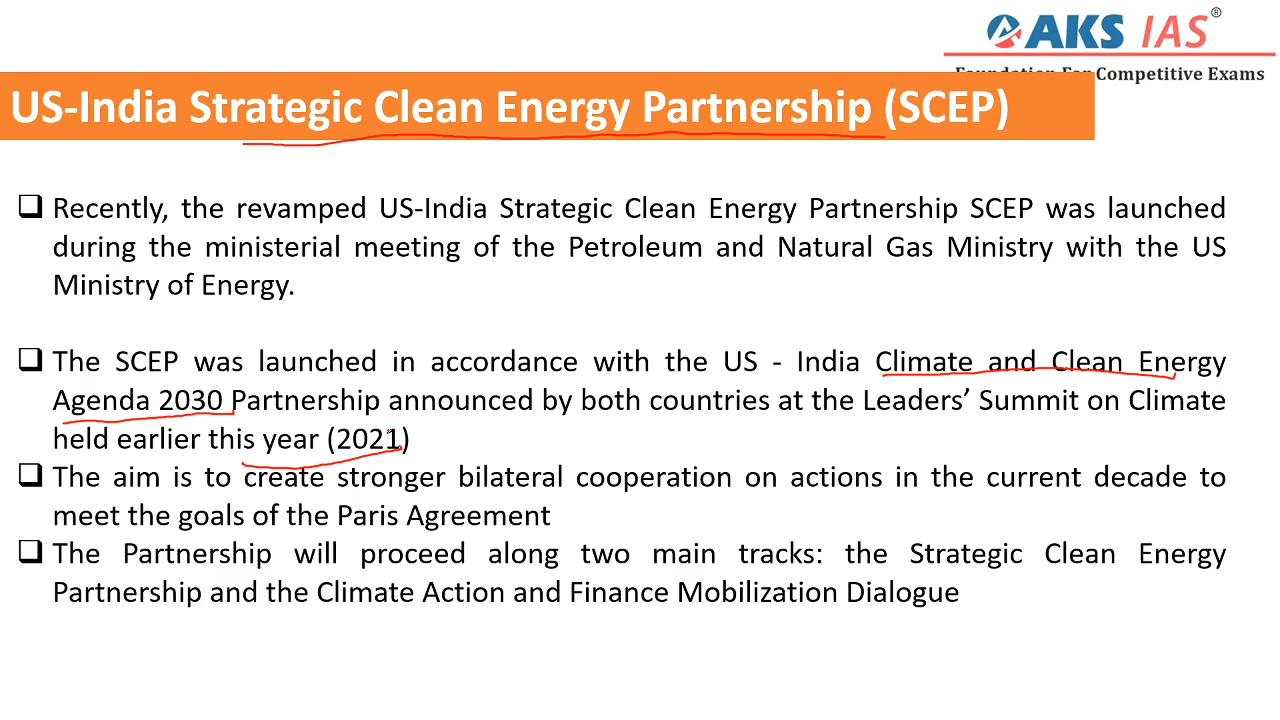 AKS IAS®
Foundation For Competitive Exams
US-India Strategic Clean Energy Partnership (SCEP)
❑ Recently, the revamped US-India Strategic Clean Energy Partnership SCEP was launched
during the ministerial meeting of the Petroleum and Natural Gas Ministry with the US
Ministry of Energy.
❑ The SCEP was launched in accordance with the US - India Climate and Clean Energy
Agenda 2030 Partnership announced by both countries at the Leaders’ Summit on Climate
held earlier this year (2021)
❑ The aim is to create stronger bilateral cooperation on actions in the current decade to
meet the goals of the Paris Agreement
❑ The Partnership will proceed along two main tracks: the Strategic Clean Energy
Partnership and the Climate Action and Finance Mobilization Dialogue